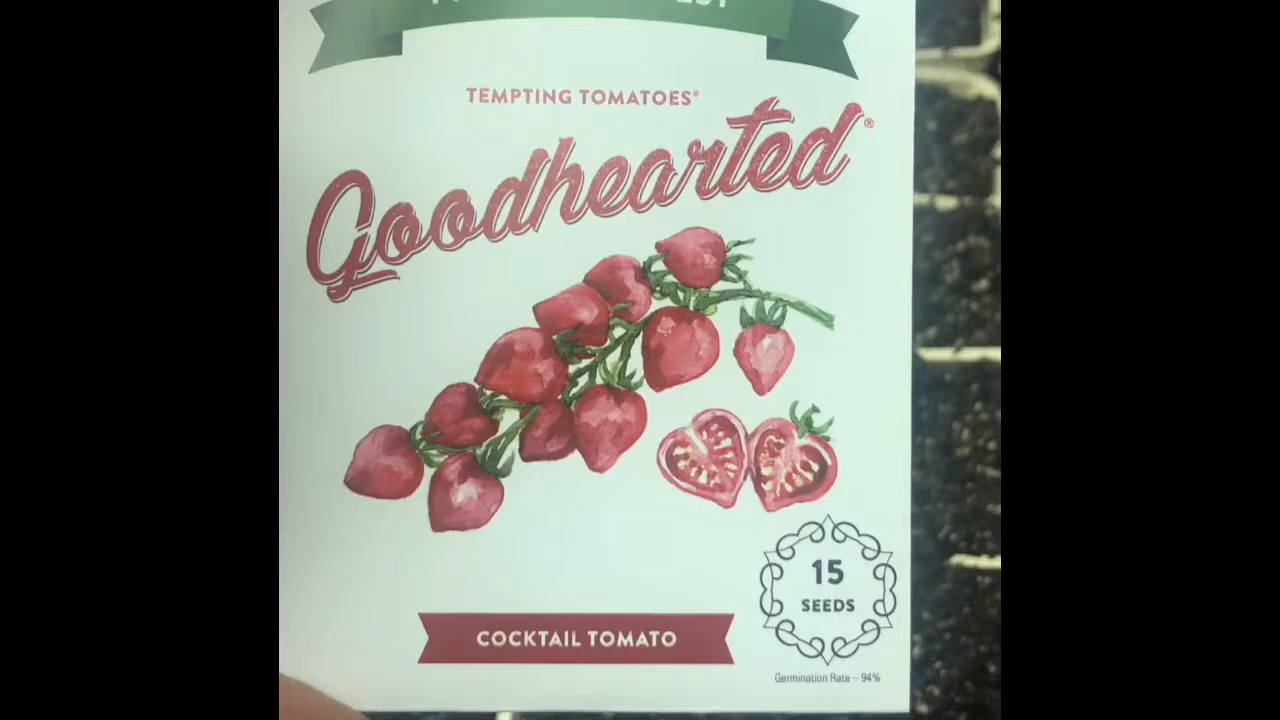 TEMPTING TOMATOES®
Goodhearted®
15
SEEDS
COCKTAIL TOMATO
Germination Rate – 94%